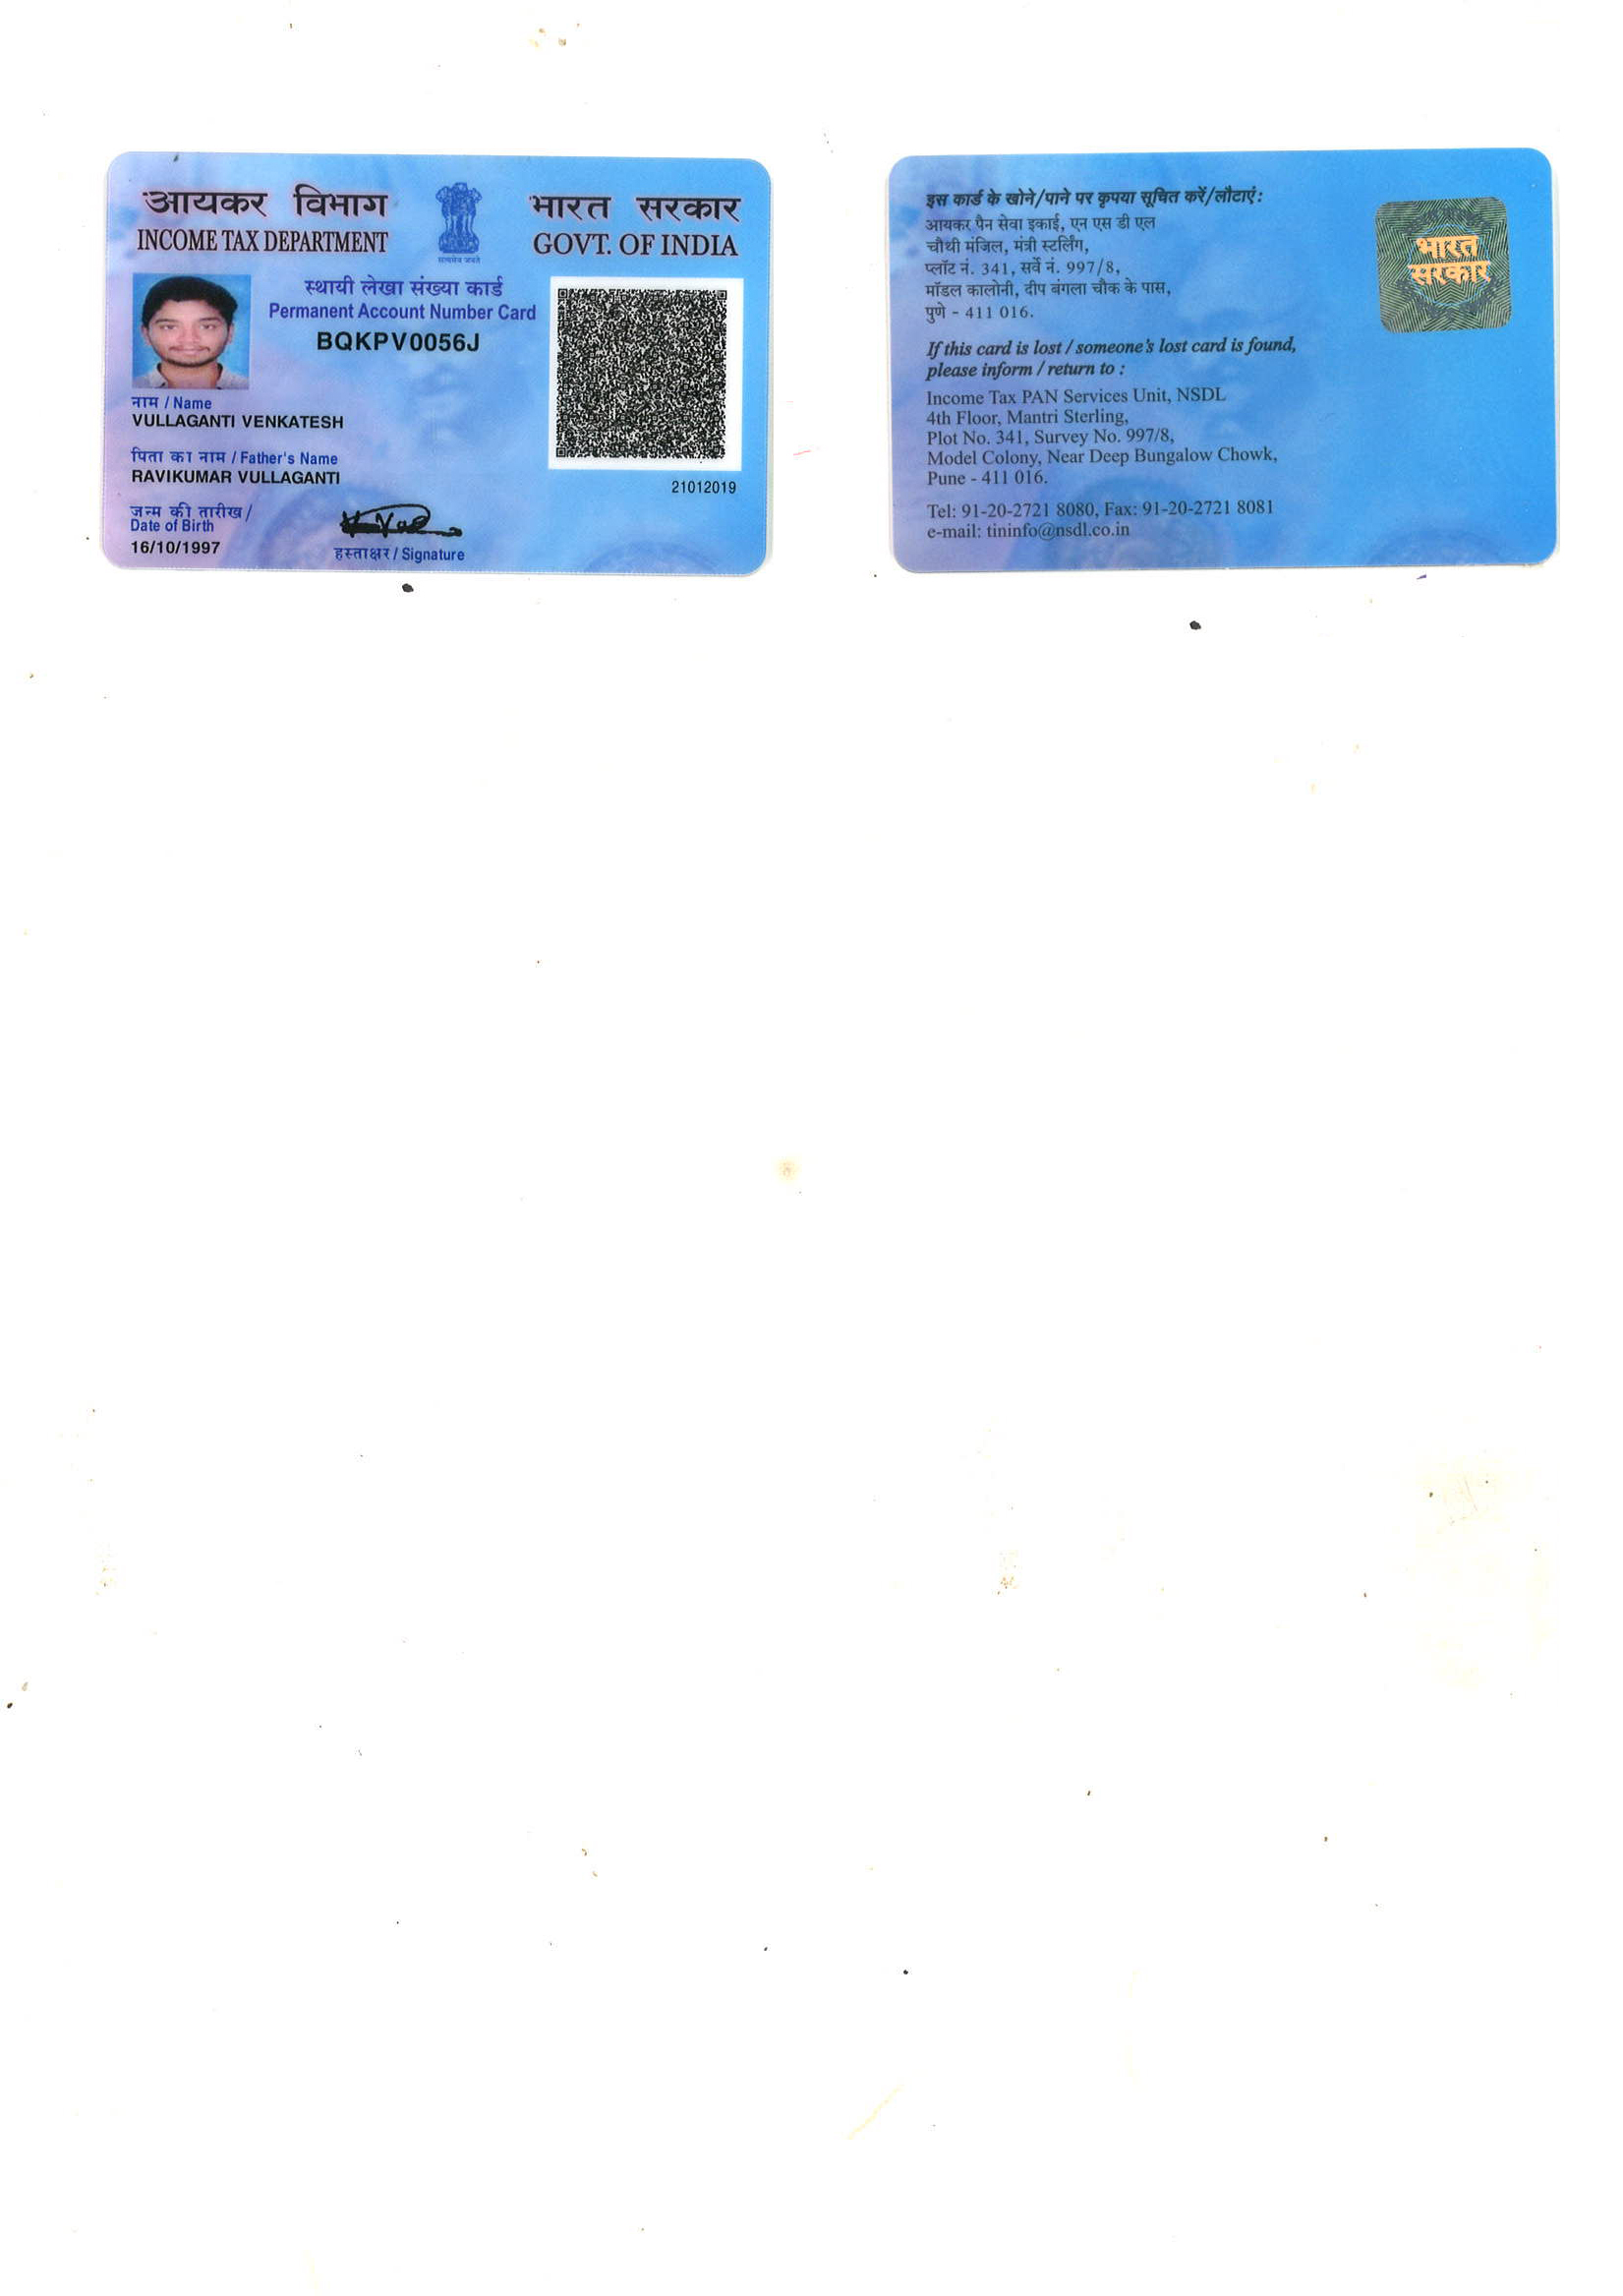 आयकर विभाग
INCOME TAX DEPARTMENT
सत्यमेव जयते
भारत सरकार
GOVT. OF INDIA
स्थायी लेखा संख्या कार्ड
Permanent Account Number Card
BQKPV0056J
नाम / Name
VULLAGANTI VENKATESH
पिता का नाम / Father's Name
RAVIKUMAR VULLAGANTI
जन्म की तारीख /
Date of Birth
16/10/1997
हस्ताक्षर / Signature
21012019
इस कार्ड के खोने/पाने पर कृपया सूचित करें/लौटाएं:
आयकर पैन सेवा इकाई, एन एस डी एल
चौथी मंजिल, मंत्री स्टर्लिंग,
प्लॉट नं. 341, सर्वे नं. 997/8,
मॉडल कालोनी, दीप बंगला चौक के पास,
पुणे - 411 016.
If this card is lost / someone's lost card is found,
please inform / return to :
Income Tax PAN Services Unit, NSDL
4th Floor, Mantri Sterling,
Plot No. 341, Survey No. 997/8,
Model Colony, Near Deep Bungalow Chowk,
Pune - 411 016.
Tel: 91-20-2721 8080, Fax: 91-20-2721 8081
e-mail: tininfo@nsdl.co.in
भारत
सरकार